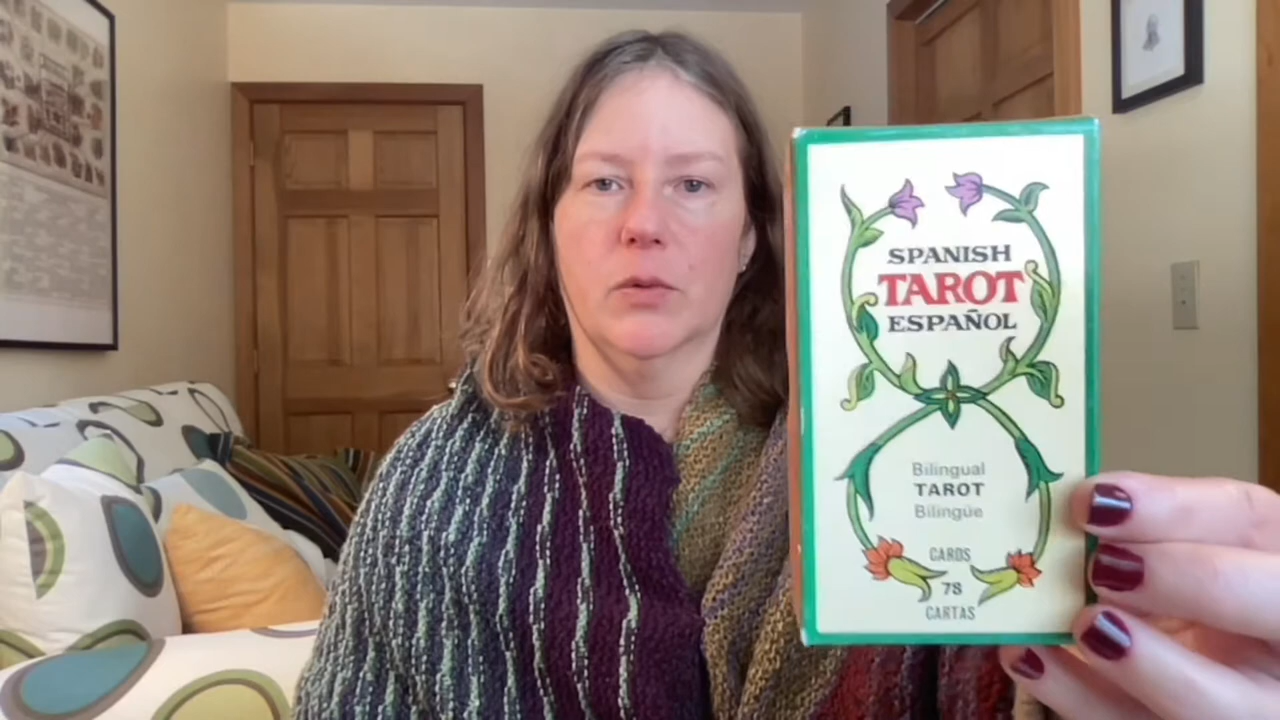 SPANISH
TAROT
ESPAÑOL
Bilingual
TAROT
Bilingüe
CARDS
78
CARTAS